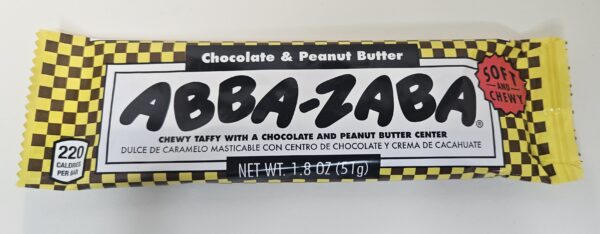 Chocolate & Peanut Butter
ABBA-ZABA®
SOFT
AND
CHEWY
CHEWY TAFFY WITH A CHOCOLATE AND PEANUT BUTTER CENTER
DULCE DE CARAMELO MASTICABLE CON CENTRO DE CHOCOLATE Y CREMA DE CACAHUATE
220
CALORIES
PER BAR
NET WT. 1.8 OZ (51g)